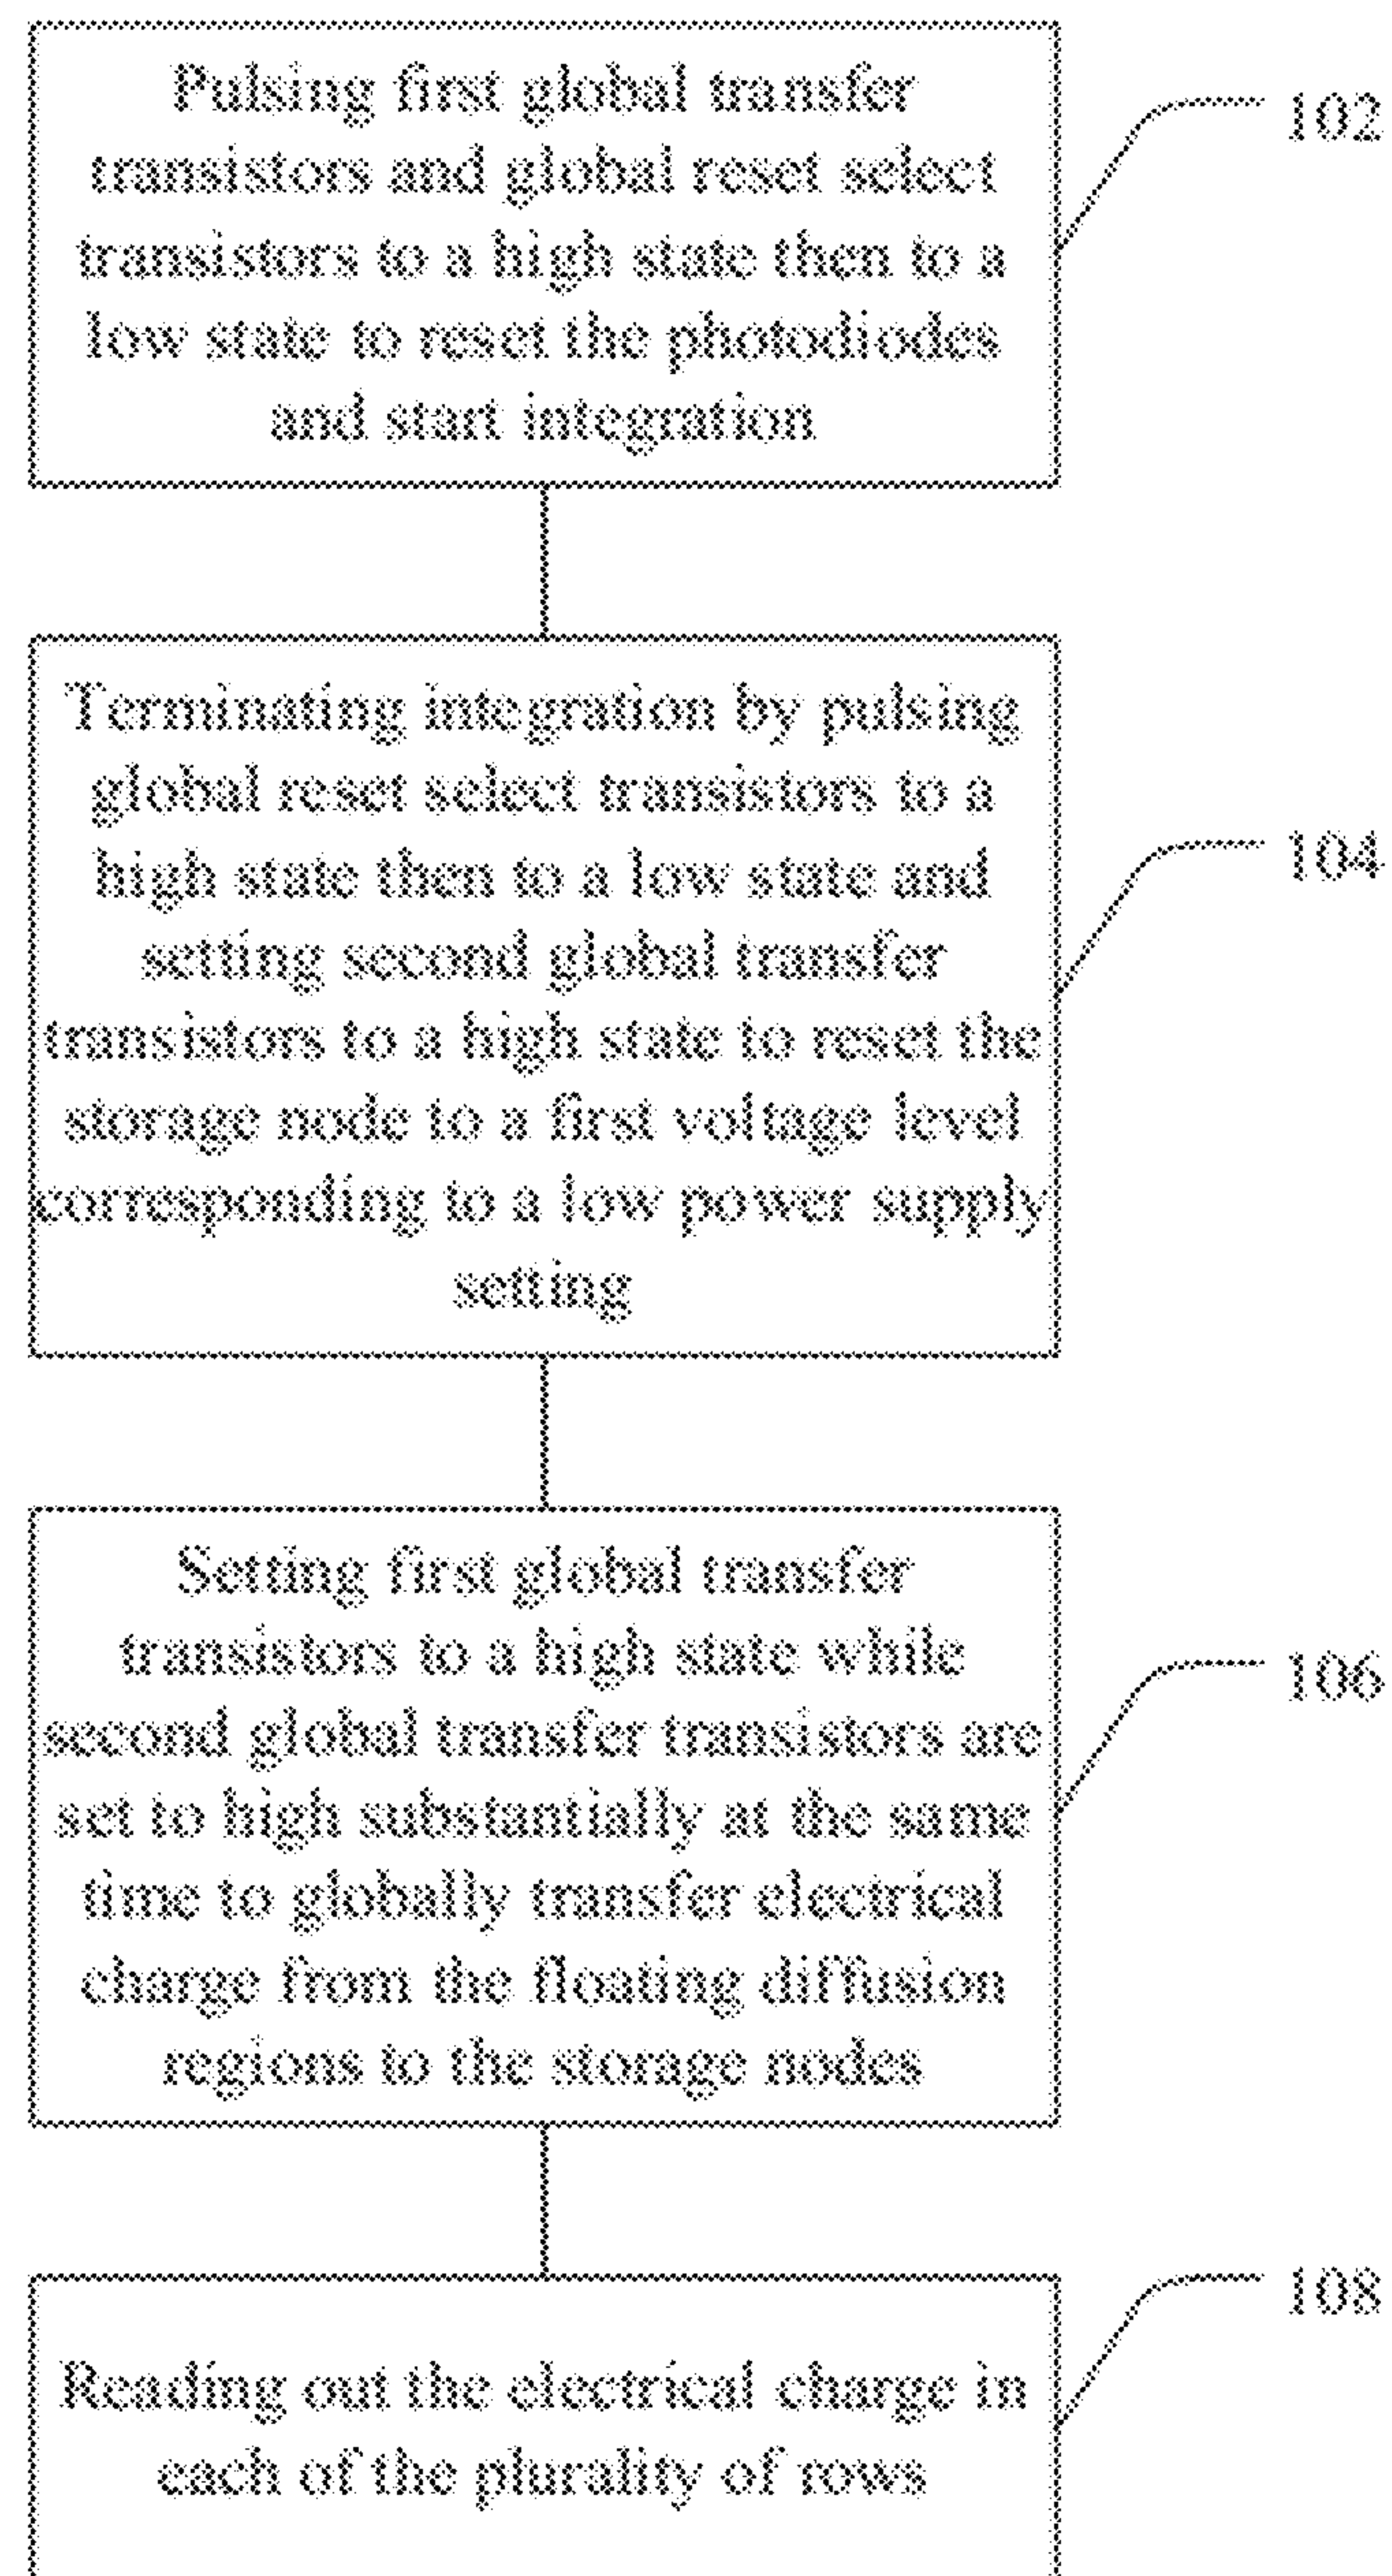 Pulsing first global transfer
transistors and global reset select
transistors to a high state then to a
low state to reset the photodiodes
and start integration
102
Terminating integration by pulsing
global reset select transistors to a
high state then to a low state and
setting second global transfer
transistors to a high state to reset the
storage node to a first voltage level
corresponding to a low power supply
setting
104
Setting first global transfer
transistors to a high state while
second global transfer transistors are
set to high substantially at the same
time to globally transfer electrical
charge from the floating diffusion
regions to the storage nodes
106
Reading out the electrical charge in
each of the plurality of rows
108